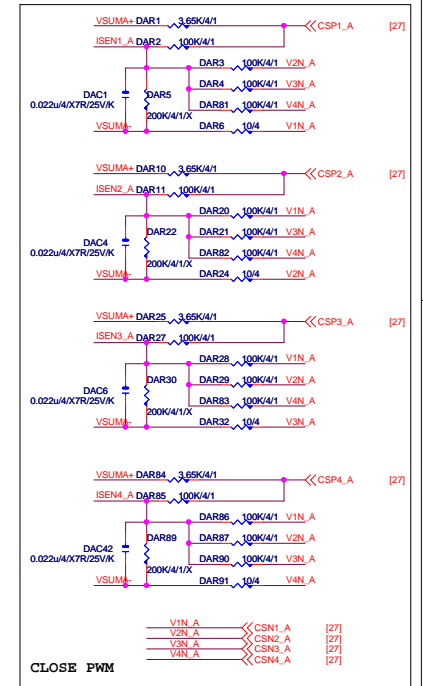 VSUMA+ DAR1 3.65K/4/1 CSP1_A [27]
ISEN1_A DAR2 100K/4/1
DAR3 100K/4/1 V2N_A
DAC1 DAR5 DAR4 100K/4/1 V3N_A
0.022u/4/X7R/25V/K DAR81 100K/4/1 V4N_A
200K/4/1/X
VSUMA- DAR6 10/4 V1N_A
VSUMA+ DAR10 3.65K/4/1 CSP2_A [27]
ISEN2_A DAR11 100K/4/1
DAR20 100K/4/1 V1N_A
DAC4 DAR22 DAR21 100K/4/1 V3N_A
0.022u/4/X7R/25V/K DAR82 100K/4/1 V4N_A
200K/4/1/X
VSUMA- DAR24 10/4 V2N_A
VSUMA+ DAR25 3.65K/4/1 CSP3_A [27]
ISEN3_A DAR27 100K/4/1
DAR28 100K/4/1 V1N_A
DAC6 DAR30 DAR29 100K/4/1 V2N_A
0.022u/4/X7R/25V/K DAR83 100K/4/1 V4N_A
200K/4/1/X
VSUMA- DAR32 10/4 V3N_A
VSUMA+ DAR84 3.65K/4/1 CSP4_A [27]
ISEN4_A DAR85 100K/4/1
DAR86 100K/4/1 V1N_A
DAC42 DAR89 DAR87 100K/4/1 V2N_A
0.022u/4/X7R/25V/K DAR90 100K/4/1 V3N_A
200K/4/1/X
VSUMA- DAR91 10/4 V4N_A
V1N_A CSN1_A [27]
V2N_A CSN2_A [27]
V3N_A CSN3_A [27]
V4N_A CSN4_A [27]
CLOSE PWM